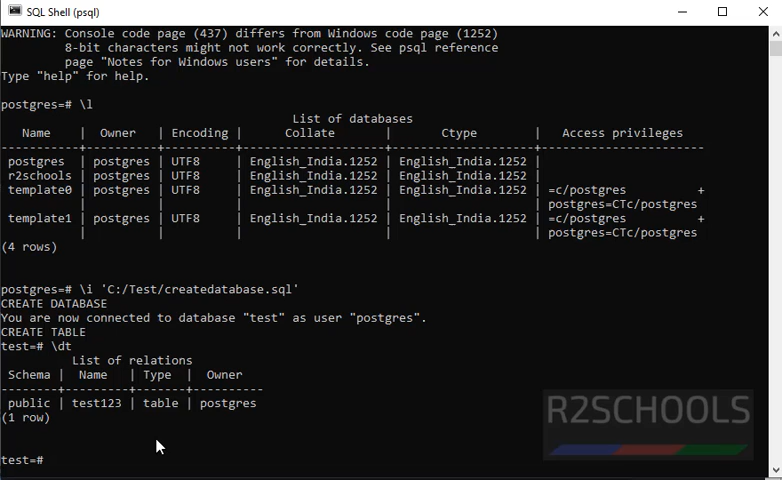 SQL Shell (psql)
WARNING: Console code page (437) differs from Windows code page (1252)
         8-bit characters might not work correctly. See psql reference
         page "Notes for Windows users" for details.
Type "help" for help.

postgres=# \l
                                      List of databases
   Name    |  Owner   | Encoding |      Collate       |       Ctype        |   Access privileges
-----------+----------+----------+--------------------+--------------------+-----------------------
 postgres  | postgres | UTF8     | English_India.1252 | English_India.1252 |
 r2schools | postgres | UTF8     | English_India.1252 | English_India.1252 |
 template0 | postgres | UTF8     | English_India.1252 | English_India.1252 | =c/postgres          +
           |          |          |                    |                    | postgres=CTc/postgres
 template1 | postgres | UTF8     | English_India.1252 | English_India.1252 | =c/postgres          +
           |          |          |                    |                    | postgres=CTc/postgres
(4 rows)

postgres=# \i 'C:/Test/createdatabase.sql'
CREATE DATABASE
You are now connected to database "test" as user "postgres".
CREATE TABLE
test=# \dt
          List of relations
 Schema |  Name   | Type  |  Owner
--------+---------+-------+----------
 public | test123 | table | postgres
(1 row)

R2SCHOOLS
test=#